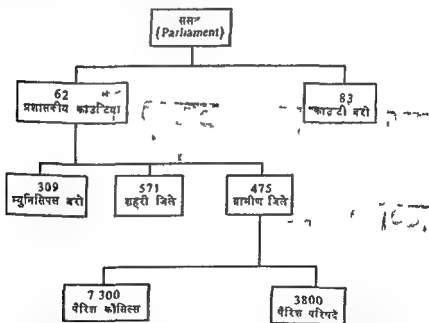 संसद
(Parliament)
62
प्रशासकीय काउंटिया
83
काउंटी बरो
309
म्युनिसिपल बरो
571
शहरी जिले
475
ग्रामीण जिले
7 300
पैरिश कौंसिल्स
3800
पैरिश परिषदें